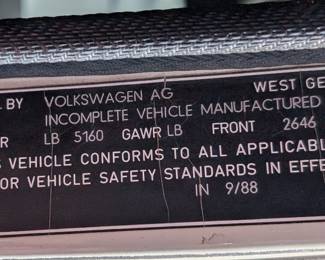 BY VOLKSWAGEN AG WEST GE
INCOMPLETE VEHICLE MANUFACTURED
R LB 5160 GAWR LB FRONT 2646
S VEHICLE CONFORMS TO ALL APPLICABL
OR VEHICLE SAFETY STANDARDS IN EFFE
IN 9/88